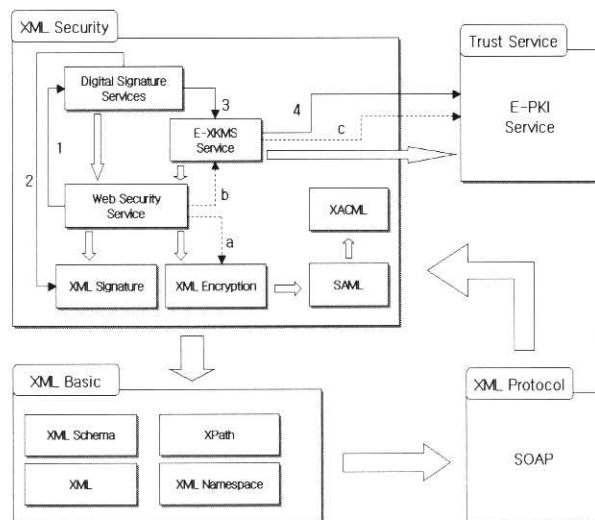 XML Security
Trust Service
Digital Signature
Services
3
4
E-XKMS
Service
c
E-PKI
Service
1
2
Web Security
Service
b
XACML
a
XML Signature
XML Encryption
SAML
XML Basic
XML Protocol
XML Schema
XPath
SOAP
XML
XML Namespace